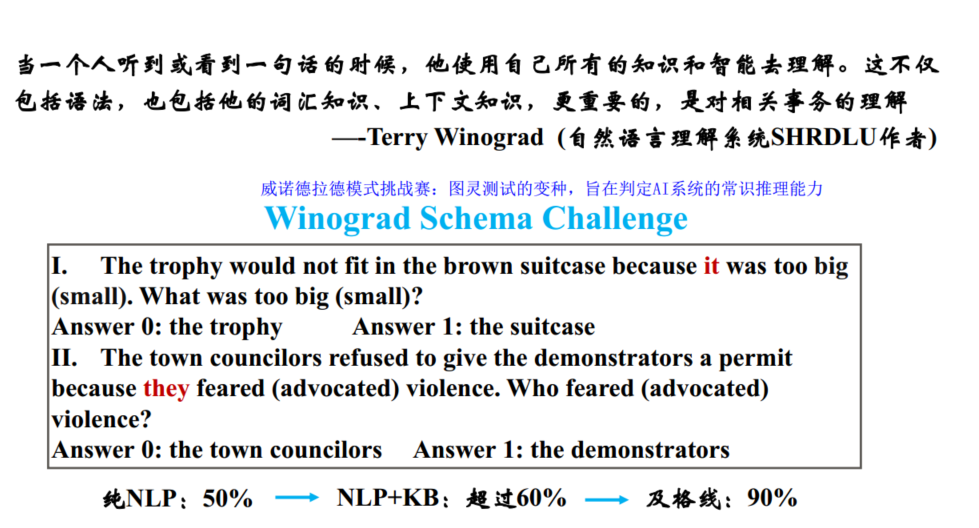 当一个人听到或看到一句话的时候，他使用自己所有的知识和智能去理解。这不仅
包括语法，也包括他的词汇知识、上下文知识，更重要的，是对相关事务的理解
—-Terry Winograd（自然语言理解系统SHRDLU作者)
威诺德拉德模式挑战赛：图灵测试的变种，旨在判定AI系统的常识推理能力
Winograd Schema Challenge
I. The trophy would not fit in the brown suitcase because it was too big
(small). What was too big (small)?
Answer 0: the trophy Answer 1: the suitcase
II. The town councilors refused to give the demonstrators a permit
because they feared (advocated) violence. Who feared (advocated)
violence?
Answer 0: the town councilors Answer 1: the demonstrators
纯NLP：50% → NLP+KB：超过60% → 及格线：90%